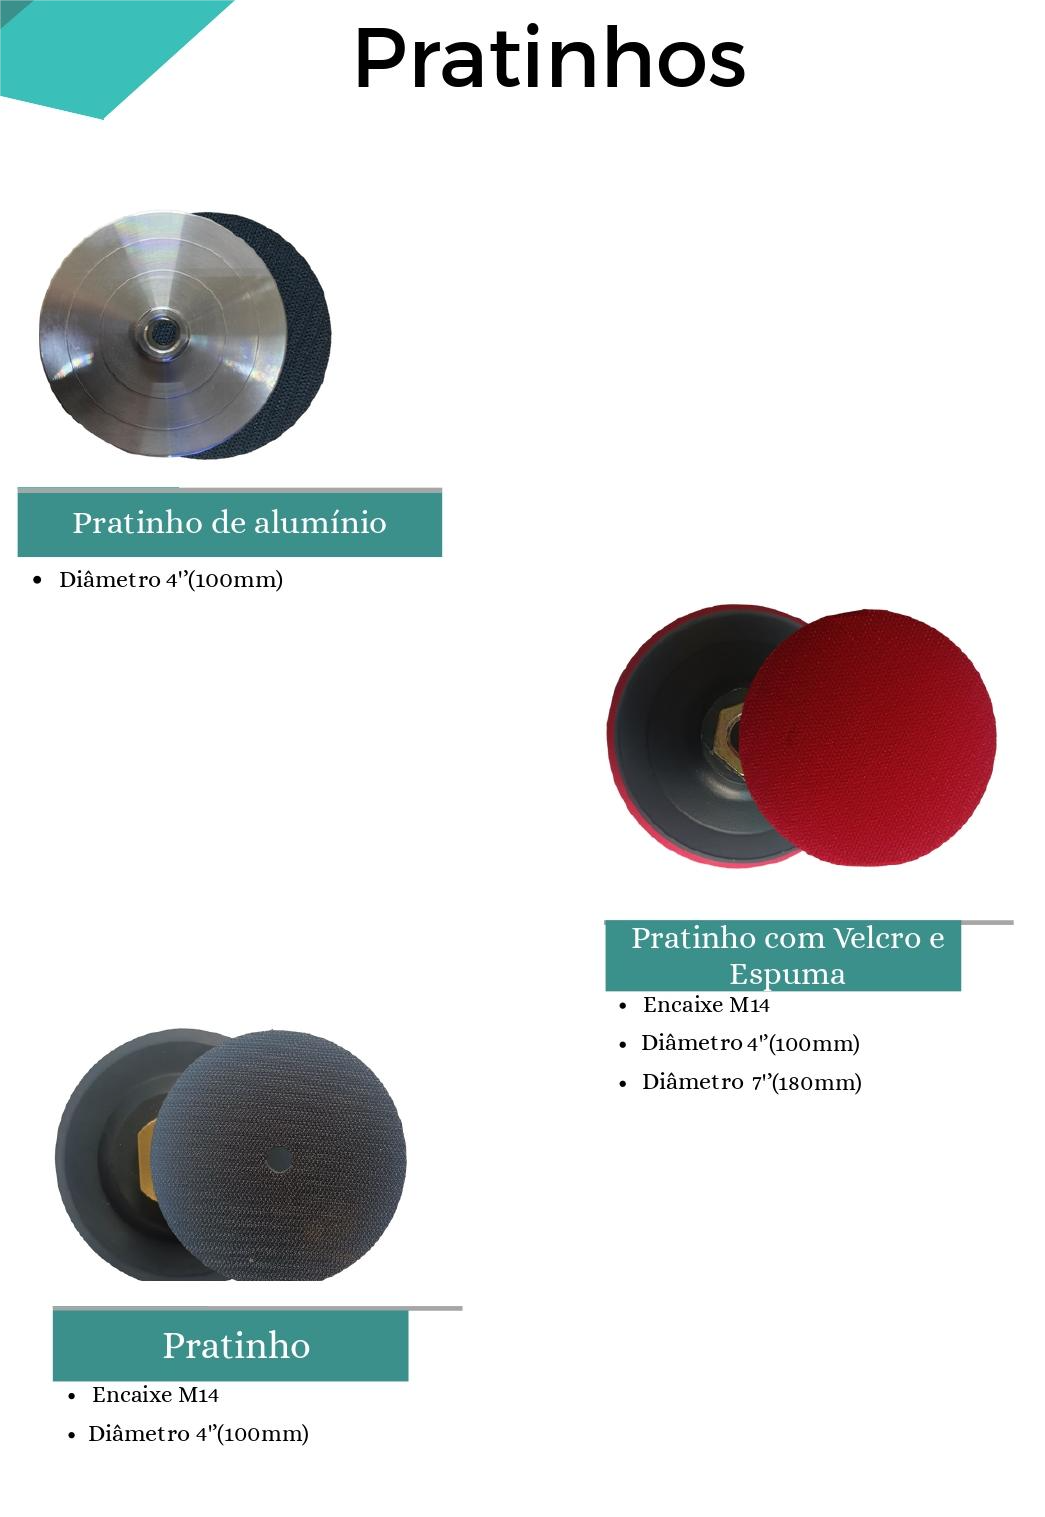 Pratinhos
Pratinho de alumínio
• Diâmetro 4''(100mm)
Pratinho com Velcro e
Espuma
• Encaixe M14
• Diâmetro 4''(100mm)
• Diâmetro 7''(180mm)
Pratinho
• Encaixe M14
• Diâmetro 4''(100mm)